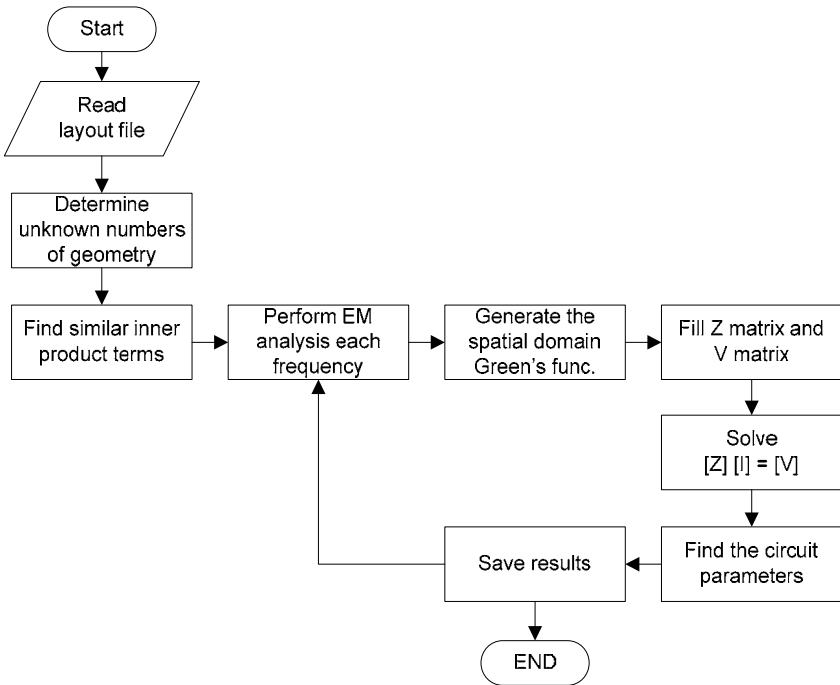 Start
Read
layout file
Determine
unknown numbers
of geometry
Find similar inner
product terms
Perform EM
analysis each
frequency
Generate the
spatial domain
Green's func.
Fill Z matrix and
V matrix
Solve
[Z] [I] = [V]
Find the circuit
parameters
Save results
END